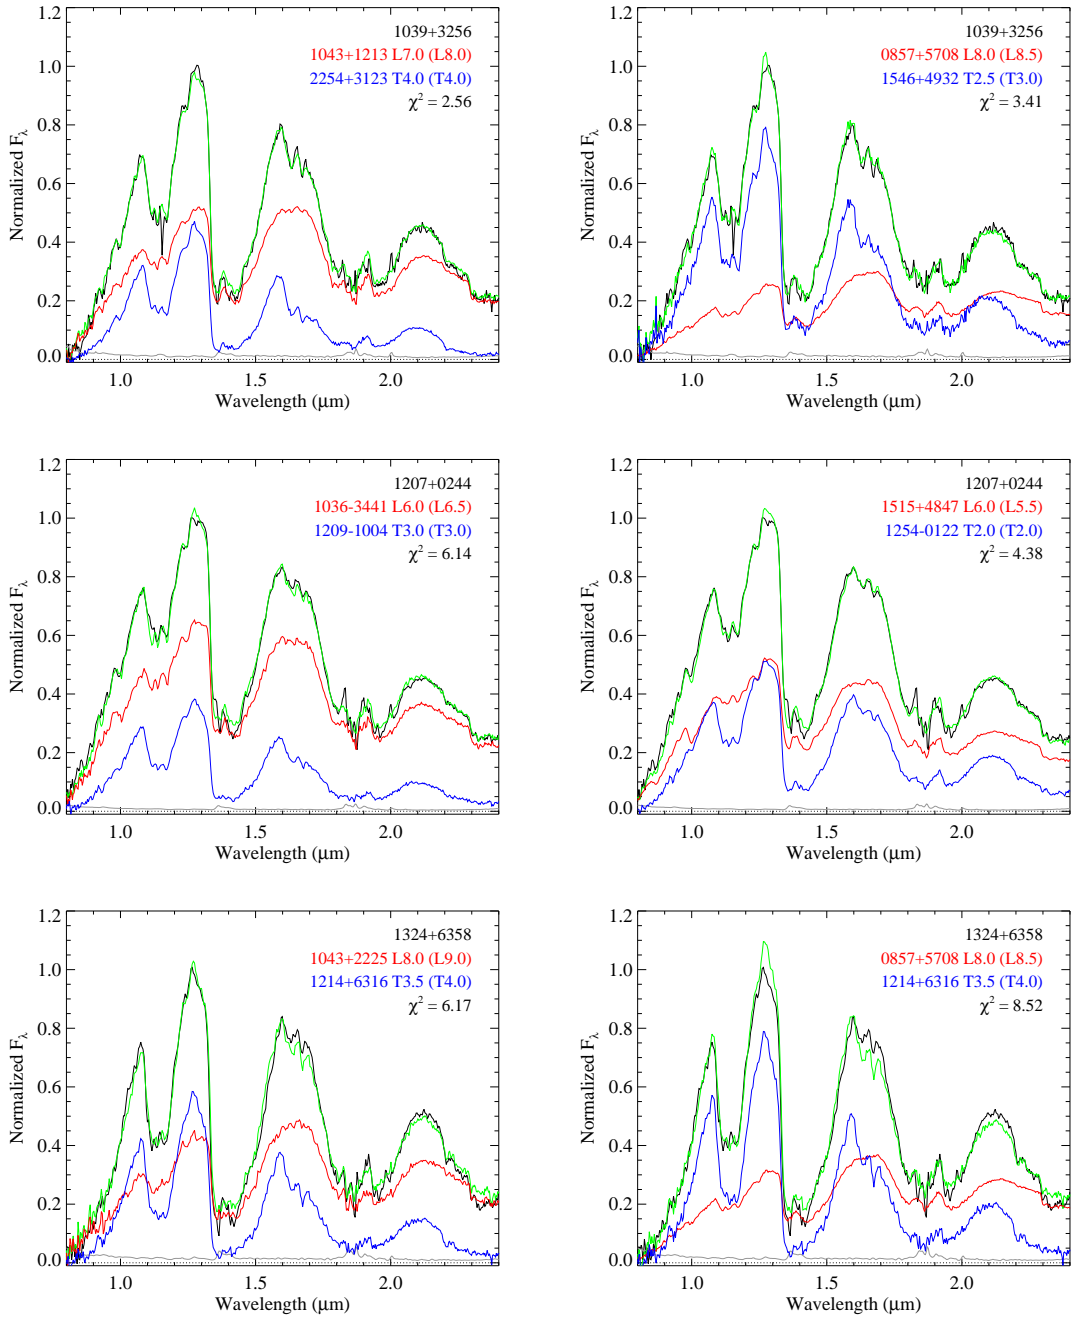 1039+3256
1043+1213 L7.0 (L8.0)
2254+3123 T4.0 (T4.0)
χ² = 2.56
Normalized Fλ
1.2
1.0
0.8
0.6
0.4
0.2
0.0
1.0 1.5 2.0
Wavelength (μm)
1039+3256
0857+5708 L8.0 (L8.5)
1546+4932 T2.5 (T3.0)
χ² = 3.41
Normalized Fλ
1.2
1.0
0.8
0.6
0.4
0.2
0.0
1.0 1.5 2.0
Wavelength (μm)
1207+0244
1036-3441 L6.0 (L6.5)
1209-1004 T3.0 (T3.0)
χ² = 6.14
Normalized Fλ
1.2
1.0
0.8
0.6
0.4
0.2
0.0
1.0 1.5 2.0
Wavelength (μm)
1207+0244
1515+4847 L6.0 (L5.5)
1254-0122 T2.0 (T2.0)
χ² = 4.38
Normalized Fλ
1.2
1.0
0.8
0.6
0.4
0.2
0.0
1.0 1.5 2.0
Wavelength (μm)
1324+6358
1043+2225 L8.0 (L9.0)
1214+6316 T3.5 (T4.0)
χ² = 6.17
Normalized Fλ
1.2
1.0
0.8
0.6
0.4
0.2
0.0
1.0 1.5 2.0
Wavelength (μm)
1324+6358
0857+5708 L8.0 (L8.5)
1214+6316 T3.5 (T4.0)
χ² = 8.52
Normalized Fλ
1.2
1.0
0.8
0.6
0.4
0.2
0.0
1.0 1.5 2.0
Wavelength (μm)